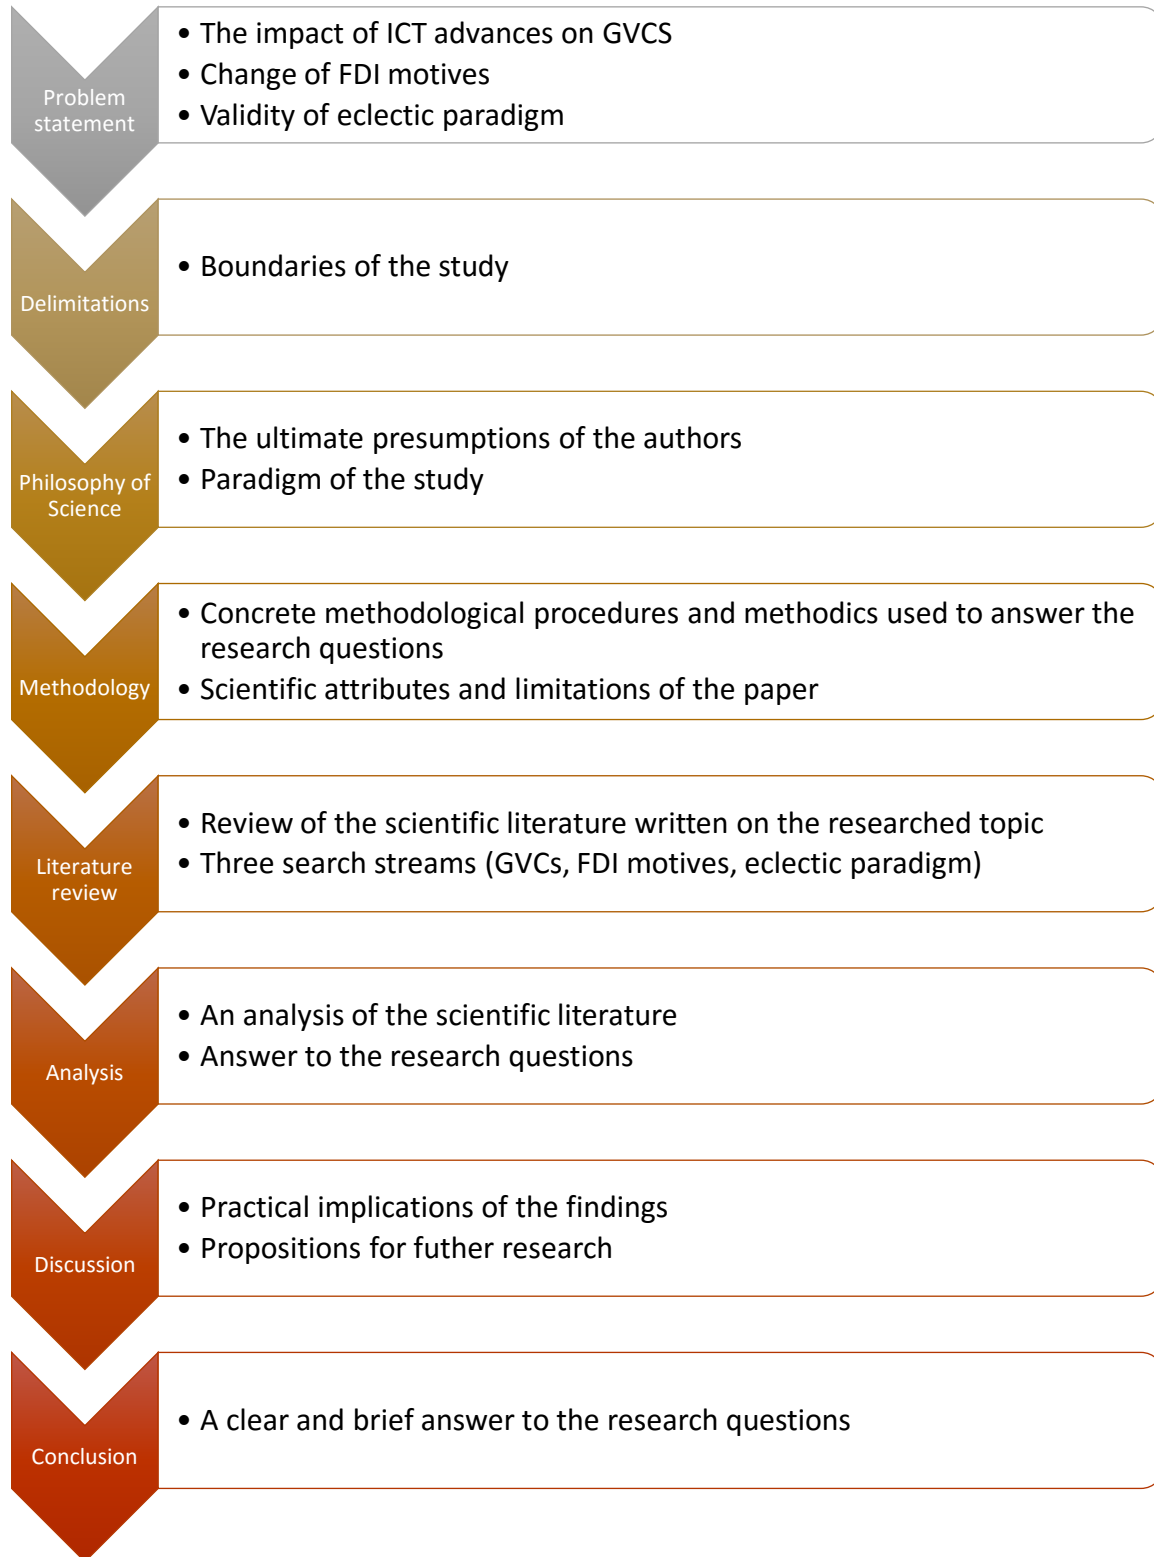 Problem
statement
• The impact of ICT advances on GVCS
• Change of FDI motives
• Validity of eclectic paradigm
Delimitations
• Boundaries of the study
Philosophy of
Science
• The ultimate presumptions of the authors
• Paradigm of the study
Methodology
• Concrete methodological procedures and methodics used to answer the
research questions
• Scientific attributes and limitations of the paper
Literature
review
• Review of the scientific literature written on the researched topic
• Three search streams (GVCs, FDI motives, eclectic paradigm)
Analysis
• An analysis of the scientific literature
• Answer to the research questions
Discussion
• Practical implications of the findings
• Propositions for futher research
Conclusion
• A clear and brief answer to the research questions